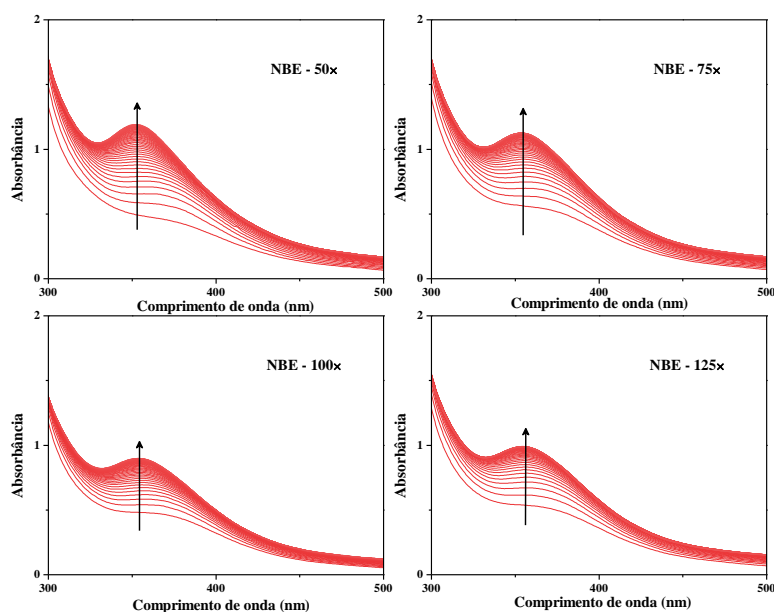 2
NBE - 50×
Absorbância
1
0
300
400
500
Comprimento de onda (nm)
2
NBE - 75×
Absorbância
1
0
300
400
500
Comprimento de onda (nm)
2
NBE - 100×
Absorbância
1
0
300
400
500
Comprimento de onda (nm)
2
NBE - 125×
Absorbância
1
0
300
400
500
Comprimento de onda (nm)